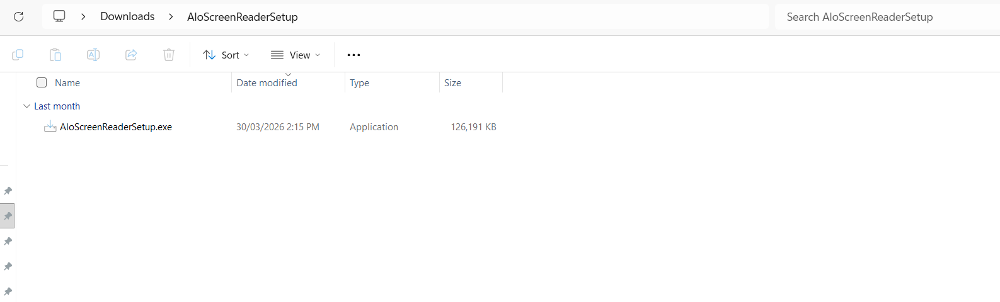 Downloads AloScreenReaderSetup Search AloScreenReaderSetup
Sort View
Name Date modified Type Size
Last month
AloScreenReaderSetup.exe 30/03/2026 2:15 PM Application 126,191 KB